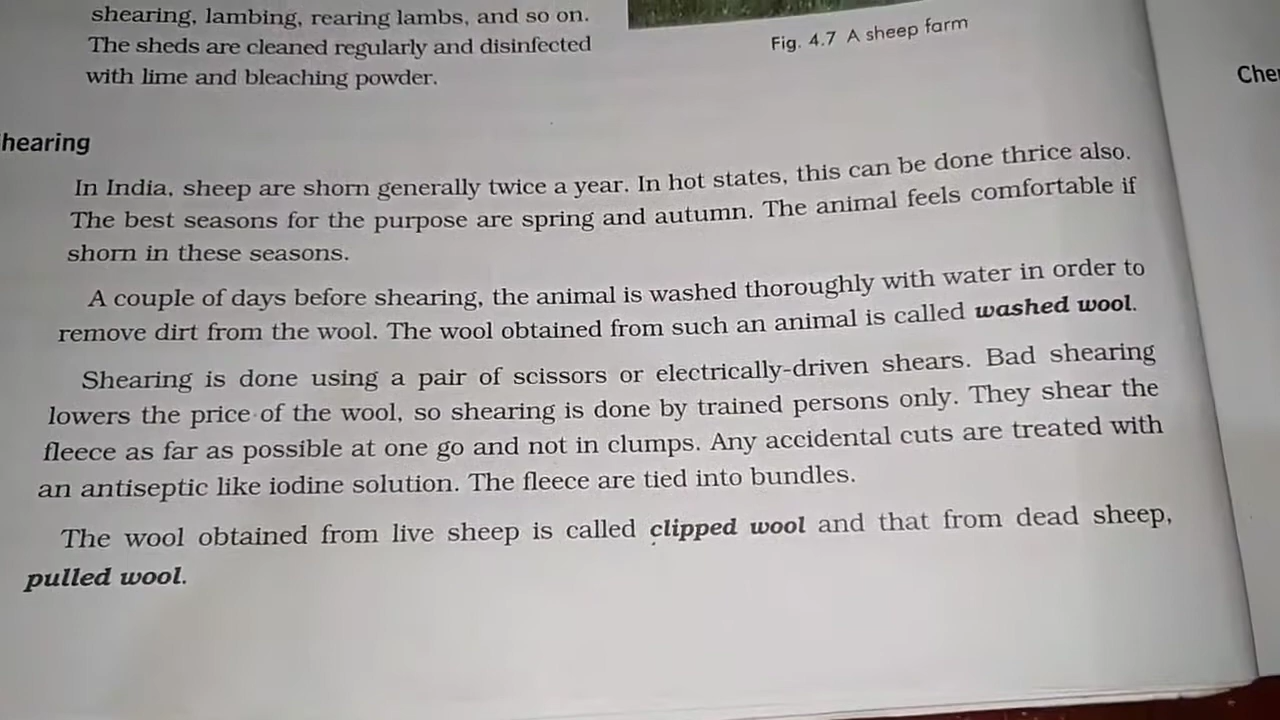 shearing, lambing, rearing lambs, and so on.
The sheds are cleaned regularly and disinfected
with lime and bleaching powder.
Fig. 4.7 A sheep farm
hearing
In India, sheep are shorn generally twice a year. In hot states, this can be done thrice also.
The best seasons for the purpose are spring and autumn. The animal feels comfortable if
shorn in these seasons.
A couple of days before shearing, the animal is washed thoroughly with water in order to
remove dirt from the wool. The wool obtained from such an animal is called washed wool.
Shearing is done using a pair of scissors or electrically-driven shears. Bad shearing
lowers the price of the wool, so shearing is done by trained persons only. They shear the
fleece as far as possible at one go and not in clumps. Any accidental cuts are treated with
an antiseptic like iodine solution. The fleece are tied into bundles.
The wool obtained from live sheep is called clipped wool and that from dead sheep,
pulled wool.